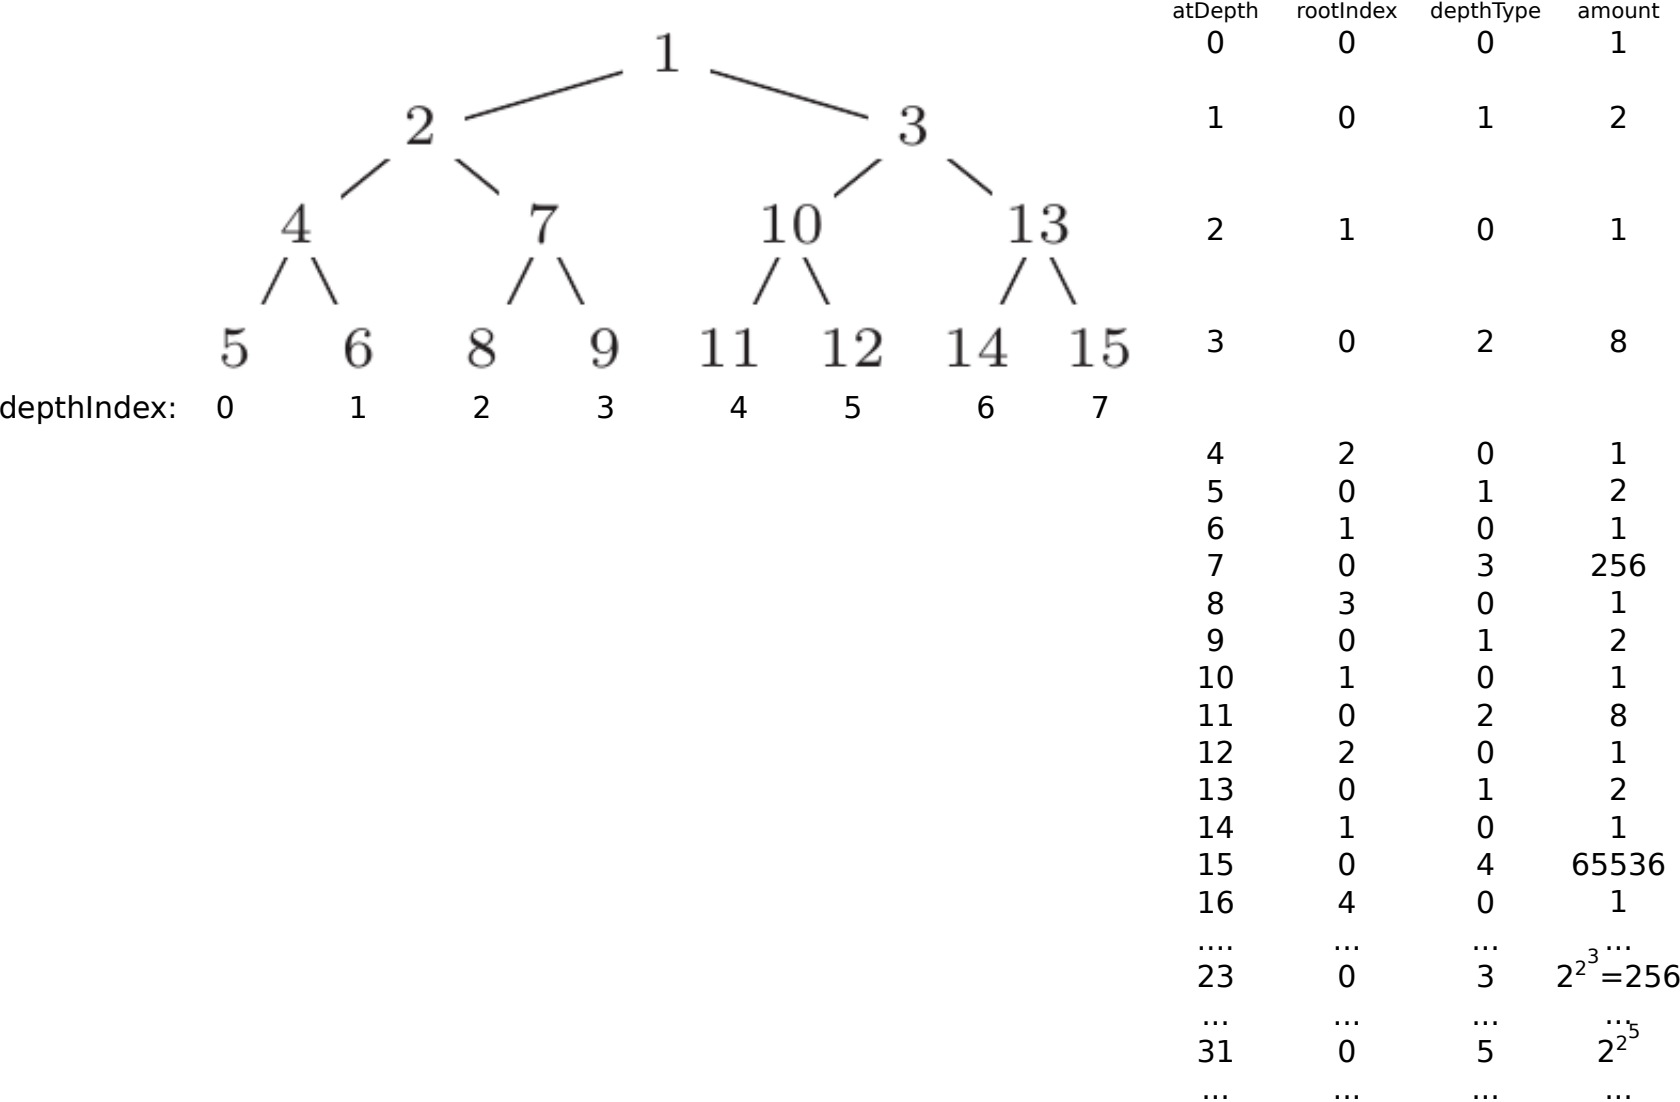 atDepth rootIndex depthType amount
1 0 0 0 1
2 3 1 0 1 2
4 7 10 13 2 1 0 1
5 6 8 9 11 12 14 15 3 0 2 8
depthIndex: 0 1 2 3 4 5 6 7
4 2 0 1
5 0 1 2
6 1 0 1
7 0 3 256
8 3 0 1
9 0 1 2
10 1 0 1
11 0 2 8
12 2 0 1
13 0 1 2
14 1 0 1
15 0 4 65536
16 4 0 1
.... ... ... ...
23 0 3 2^2^3=256
... ... ... ...
31 0 5 2^2^5
... ... ... ...